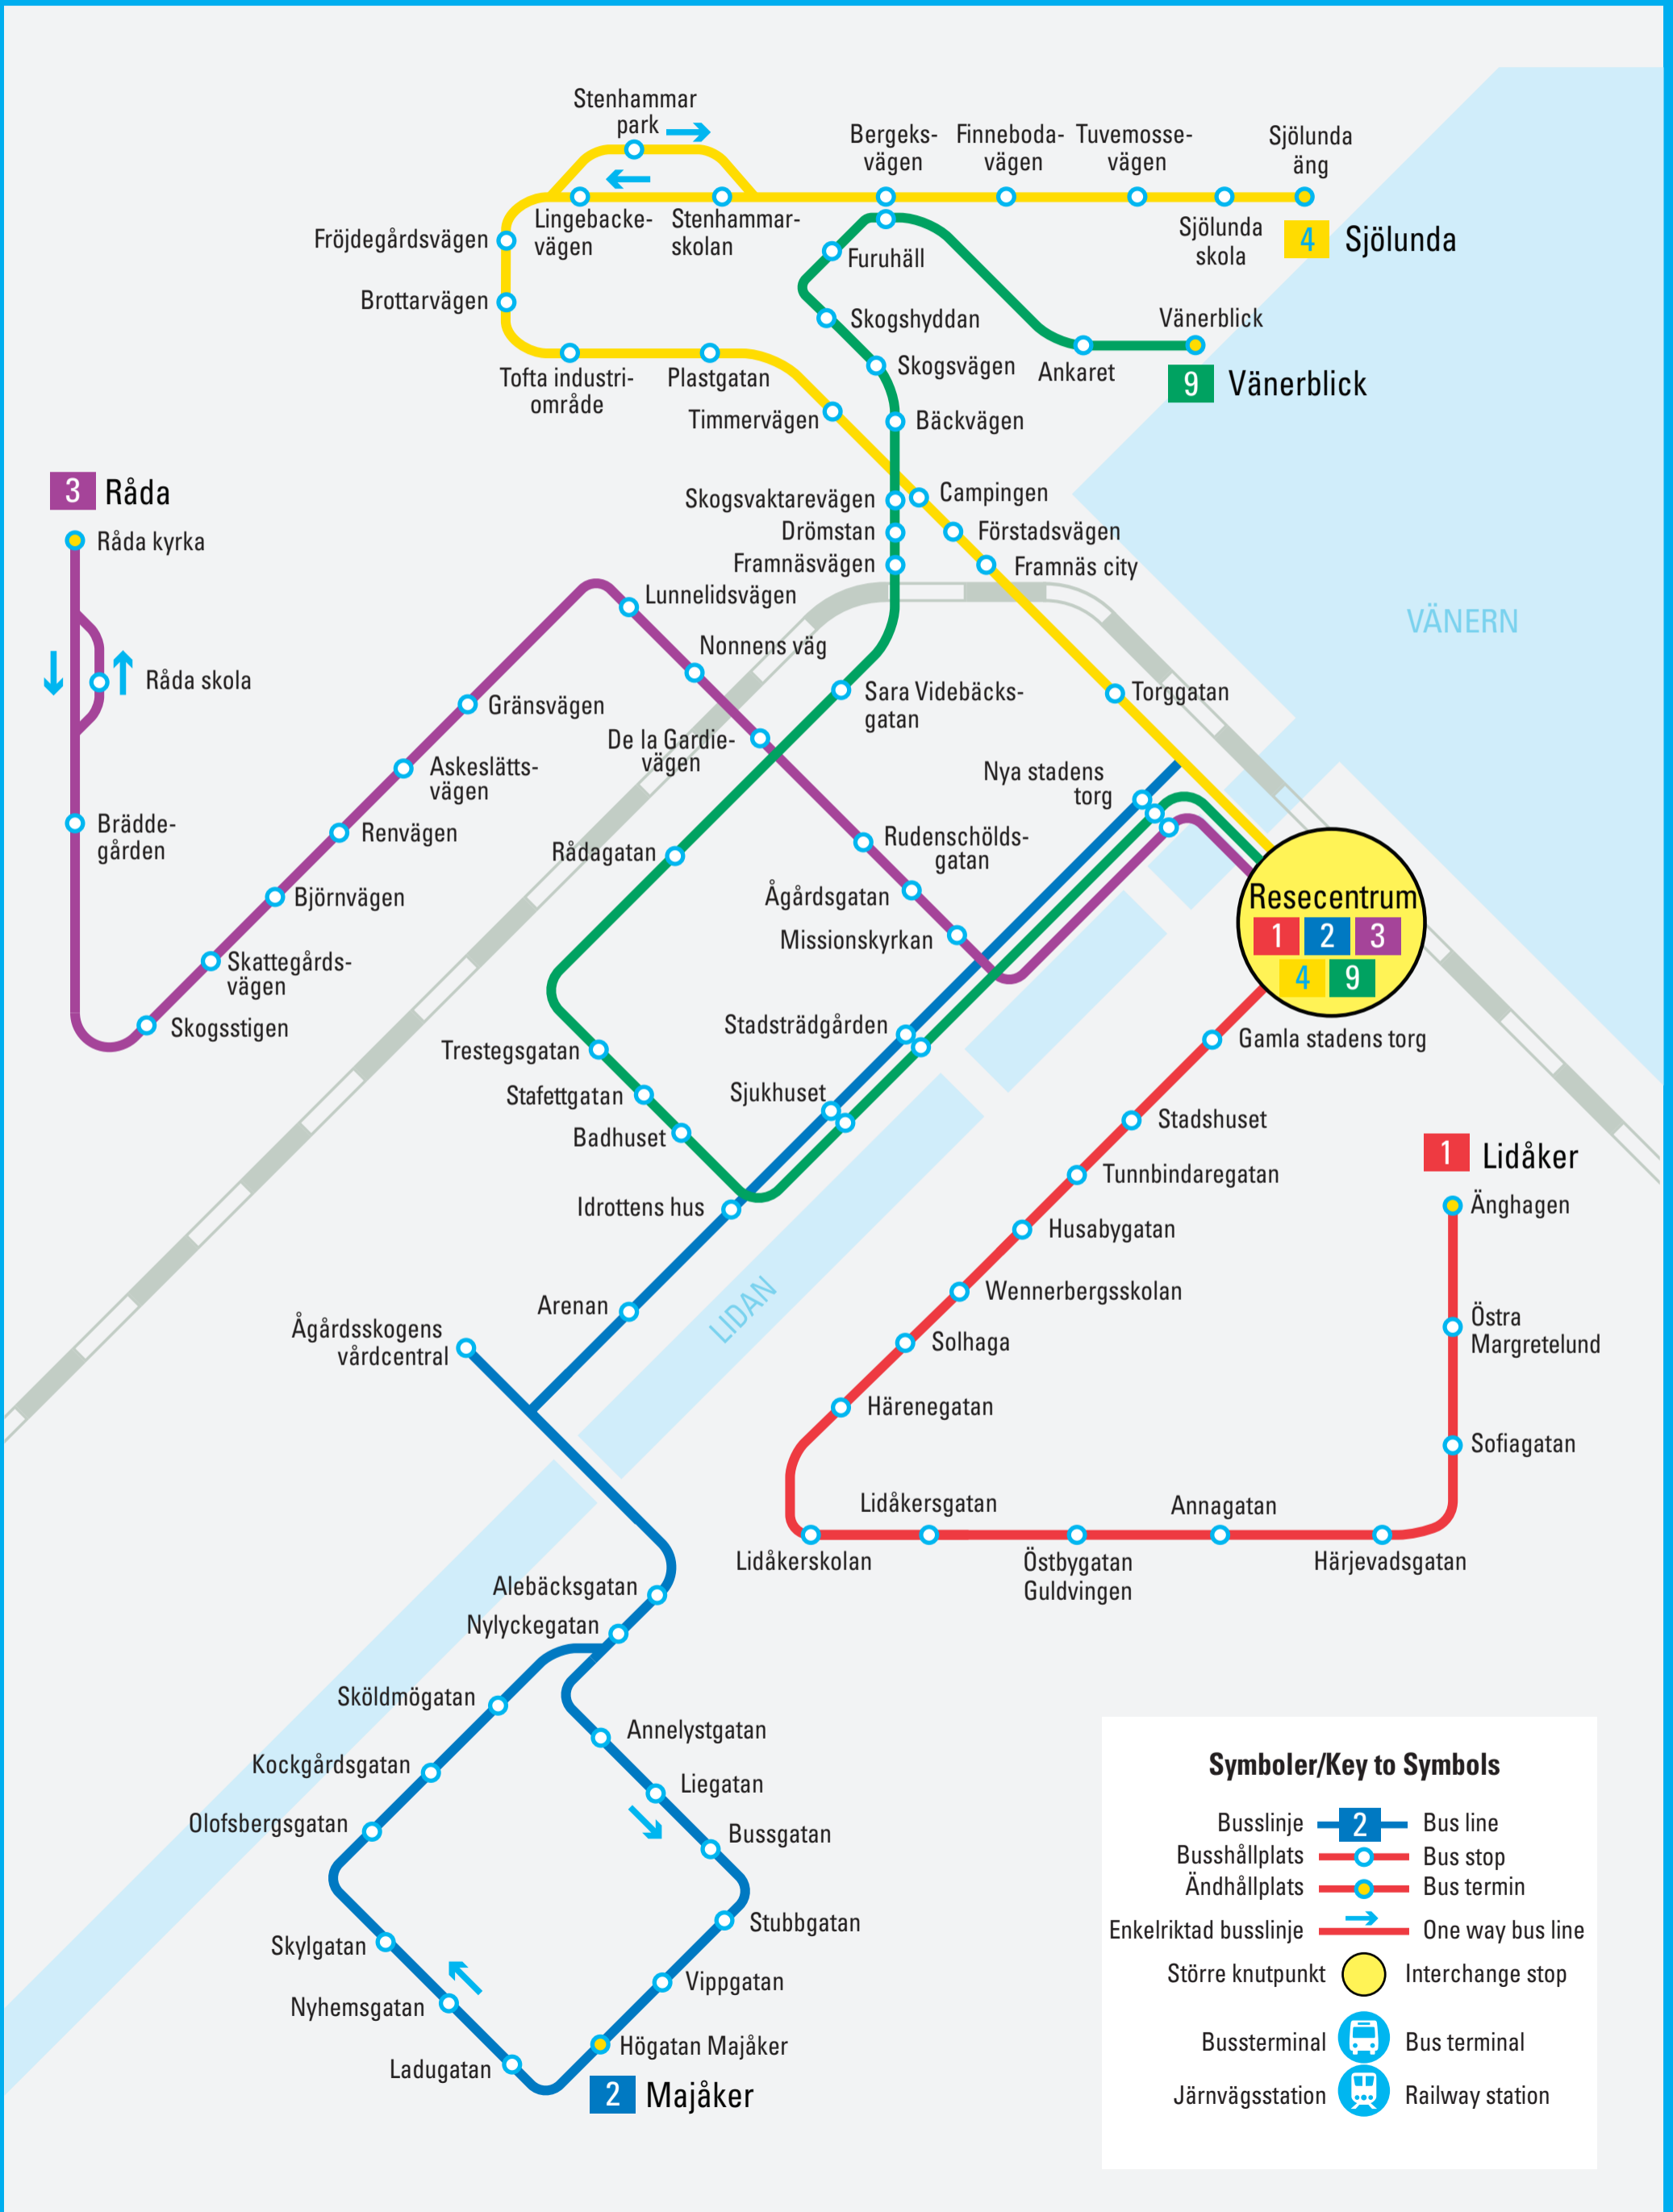 Stenhammar
park
Bergeks-
vägen
Finneboda-
vägen
Tuvemosse-
vägen
Sjölunda
äng
Lingebacke-
vägen
Stenhammar-
skolan
Sjölunda
skola
4 Sjölunda
Fröjdegårdsvägen
Furuhäll
Brottarvägen
Skogshyddan
Vänerblick
Skogsvägen
Ankaret
Tofta industri-
område
Plastgatan
9 Vänerblick
Timmervägen
Bäckvägen
3 Råda
Skogsvaktarevägen
Campingen
Drömstan
Förstadsvägen
Råda kyrka
Framnäsvägen
Framnäs city
Lunnelidsvägen
VÄNERN
Nonnens väg
Råda skola
Gränsvägen
Sara Videbäcks-
gatan
Torggatan
De la Gardie-
vägen
Askeslätts-
vägen
Nya stadens
torg
Brädde-
gården
Renvägen
Rådagatan
Rudenschölds-
gatan
Björnvägen
Ågårdsgatan
Resecentrum
1 2 3
4 9
Missionskyrkan
Skattegårds-
vägen
Skogsstigen
Stadsträdgården
Gamla stadens torg
Trestegsgatan
Stafettgatan
Sjukhuset
Badhuset
Stadshuset
1 Lidåker
Tunnbindaregatan
Idrottens hus
Änghagen
Husabygatan
Wennerbergsskolan
LIDAN
Arenan
Ågårdsskogens
vårdcentral
Östra
Margretelund
Solhaga
Härenegatan
Sofiagatan
Lidåkersgatan
Annagatan
Lidåkerskolan
Östbygatan
Guldvingen
Härjevadsgatan
Alebäcksgatan
Nylyckegatan
Sköldmögatan
Annelystgatan
Kockgårdsgatan
Liegatan
Olofsbergsgatan
Bussgatan
Stubbgatan
Skylgatan
Vippgatan
Nyhemsgatan
Högatan Majåker
Ladugatan
2 Majåker
Symboler/Key to Symbols
Busslinje 2 Bus line
Busshållplats Bus stop
Ändhållplats Bus termin
Enkelriktad busslinje One way bus line
Större knutpunkt Interchange stop
Bussterminal Bus terminal
Järnvägsstation Railway station